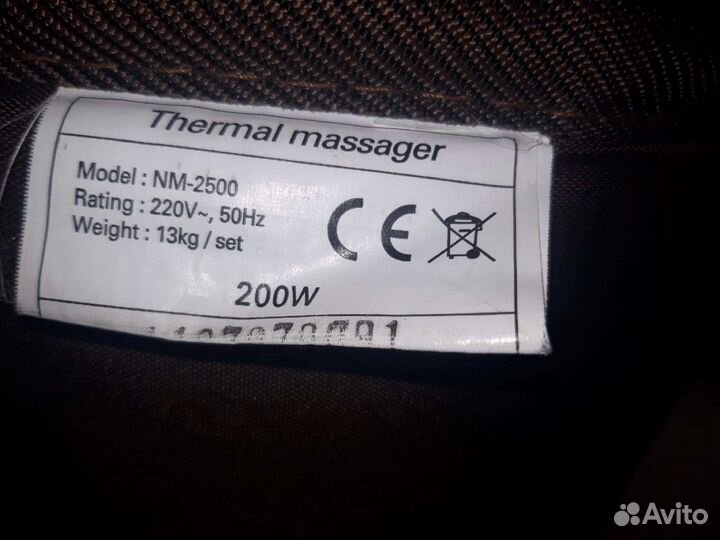 Thermal massager
Model : NM-2500
Rating : 220V~, 50Hz
Weight : 13kg / set
CE
200W
Avito